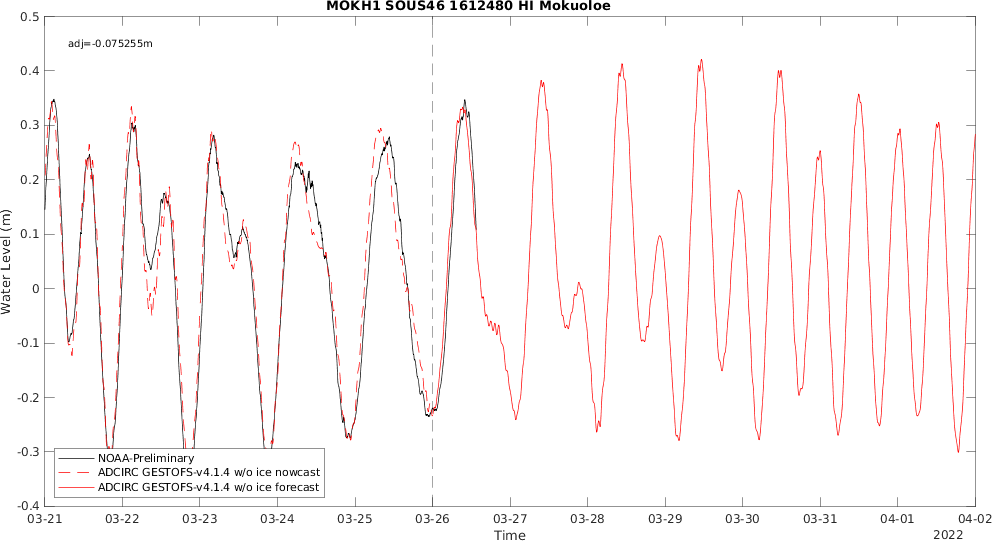 MOKH1 SOUS46 1612480 HI Mokuoloe
adj=-0.075255m
Water Level (m)
0.5
0.4
0.3
0.2
0.1
0
-0.1
-0.2
-0.3
-0.4
NOAA-Preliminary
ADCIRC GESTOFS-v4.1.4 w/o ice nowcast
ADCIRC GESTOFS-v4.1.4 w/o ice forecast
03-21 03-22 03-23 03-24 03-25 03-26 03-27 03-28 03-29 03-30 03-31 04-01 04-02
Time
2022